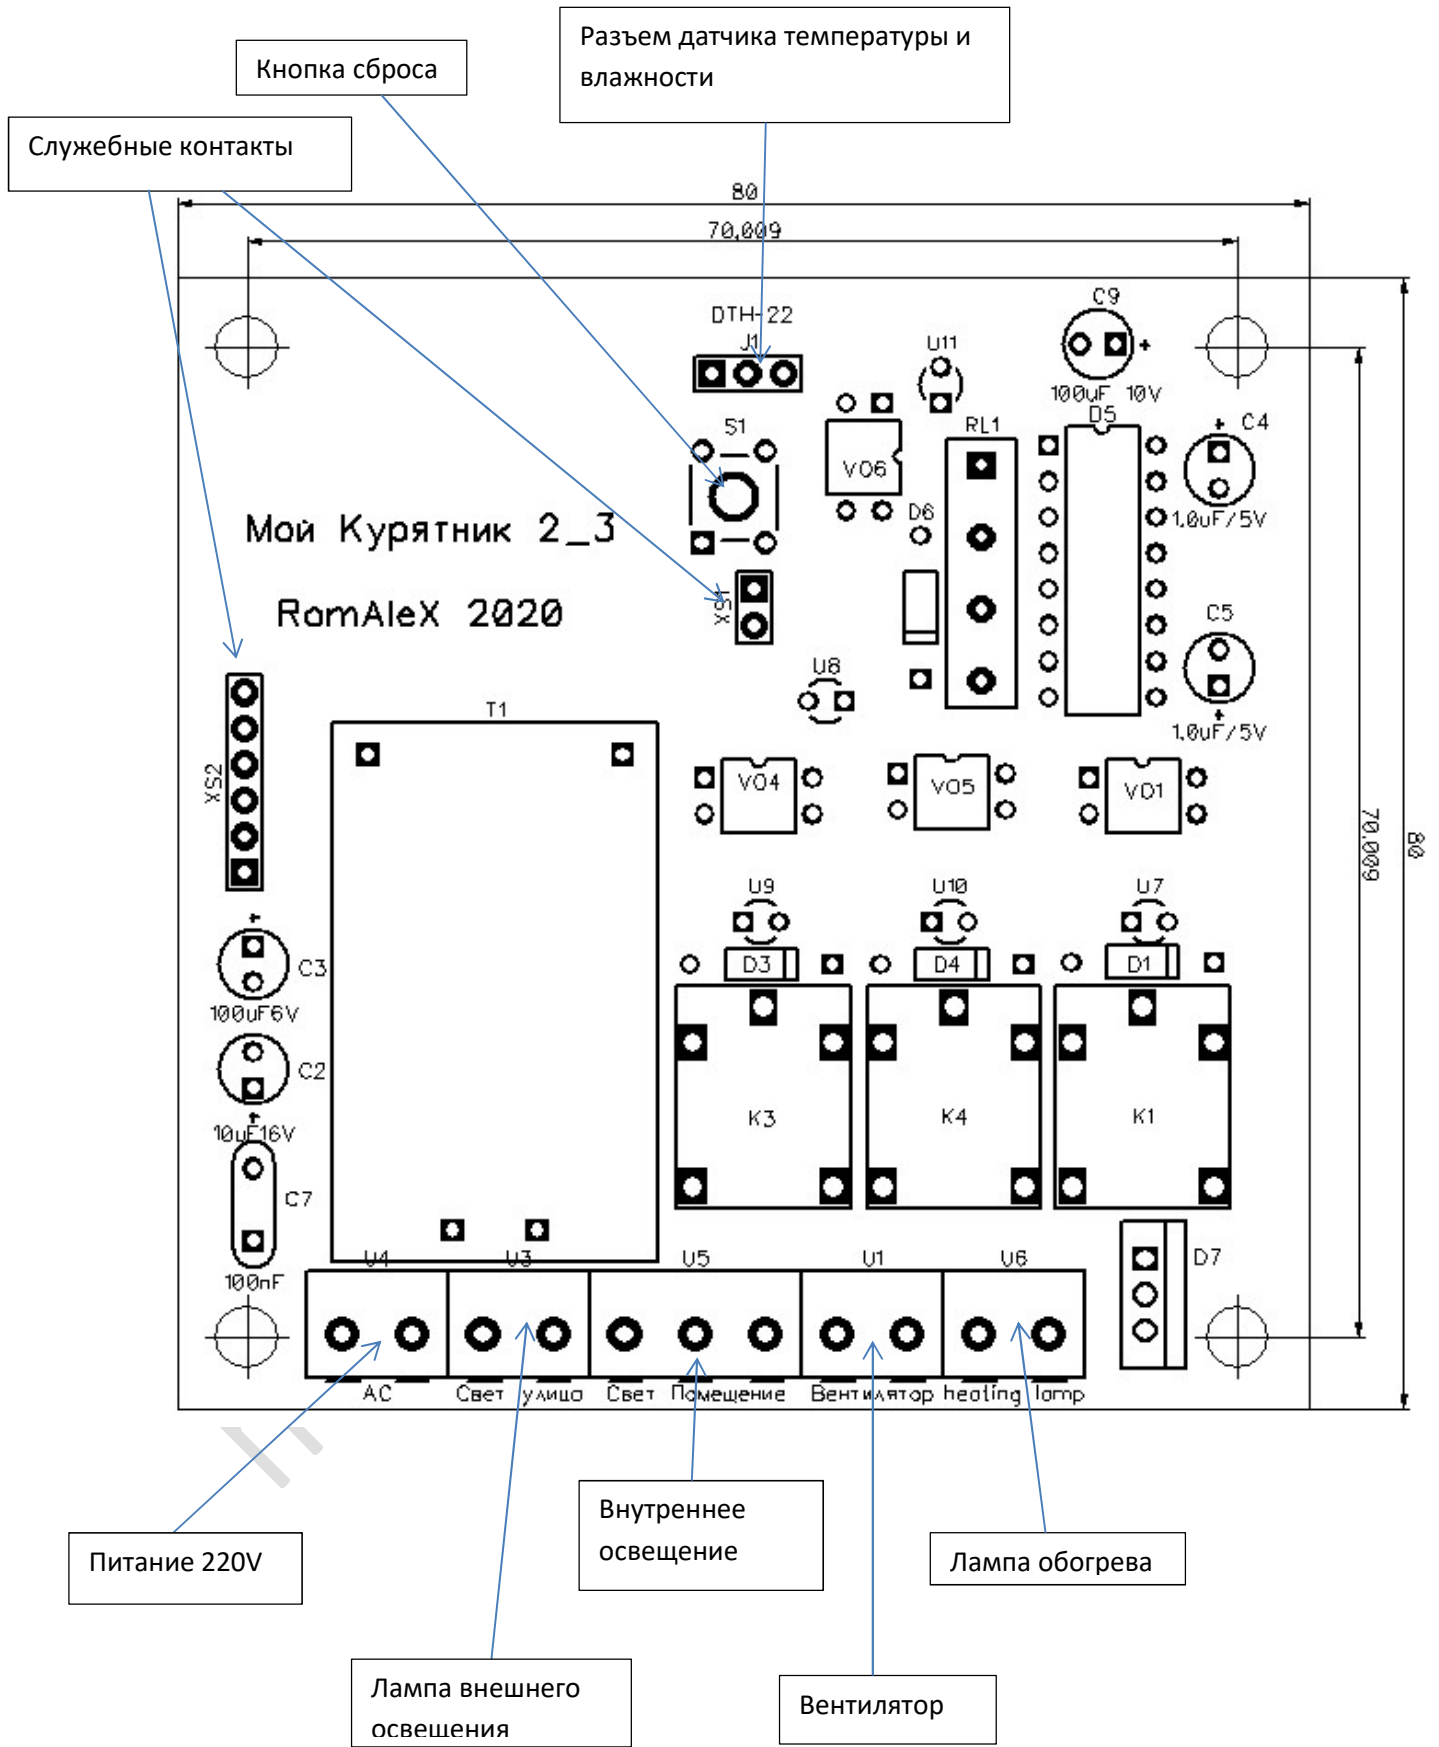 Разъем датчика температуры и
влажности
Кнопка сброса
Служебные контакты
80
70,009
DTH-22
J1
U11
C9
+
100uF 10V
S1
RL1
D5
+ C4
VO6
D6
1.0uF/5V
Мой Курятник 2_3
RamAleX 2020
XS1
C5
U8
+
1.0uF/5V
T1
XS2
VO4
VO5
VO1
70.009
80
U9
U10
U7
+
C3
D3
D4
D1
100uF6V
C2
+
10uF16V
K3
K4
K1
C7
100nF
U4
U3
U5
U1
U6
D7
AC
Свет улица
Свет Помещение
Вентилятор
heating lamp
Питание 220V
Внутреннее
освещение
Лампа обогрева
Лампа внешнего
освещения
Вентилятор